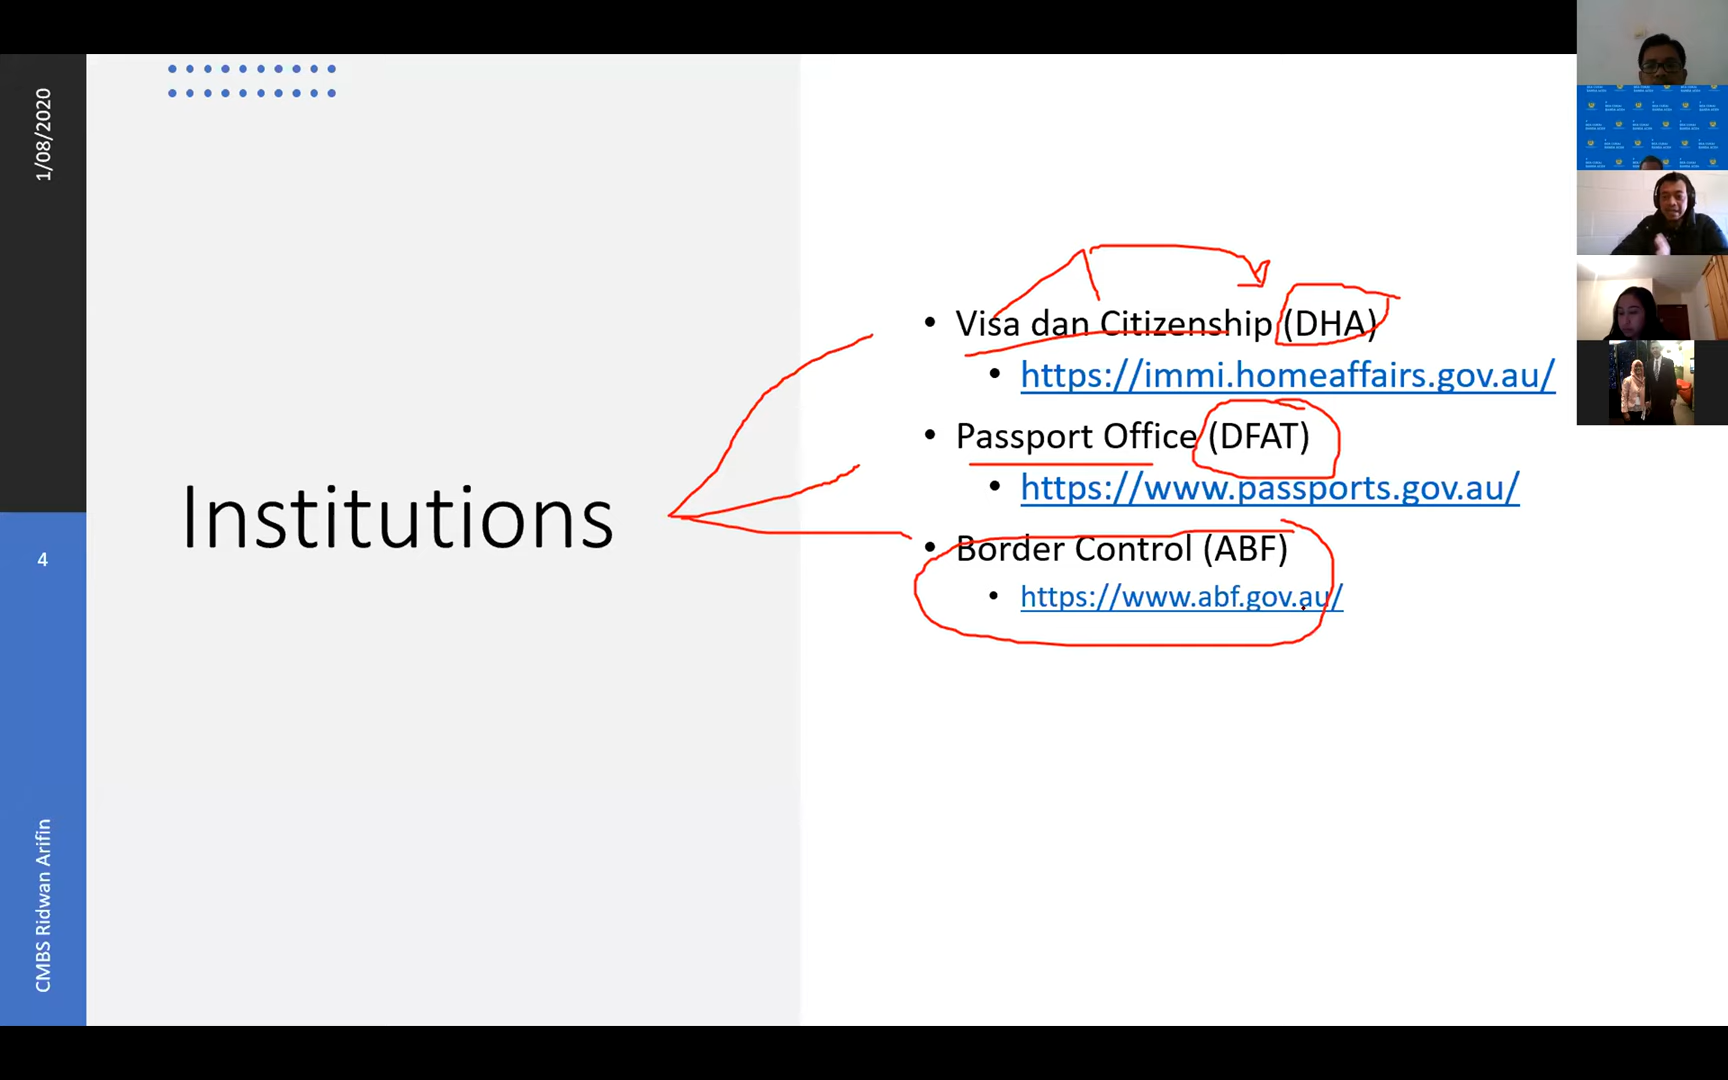 1/08/2020
4
CMBS Ridwan Arifin
Institutions
• Visa dan Citizenship (DHA)
• https://immi.homeaffairs.gov.au/
• Passport Office (DFAT)
• https://www.passports.gov.au/
• Border Control (ABF)
• https://www.abf.gov.au/